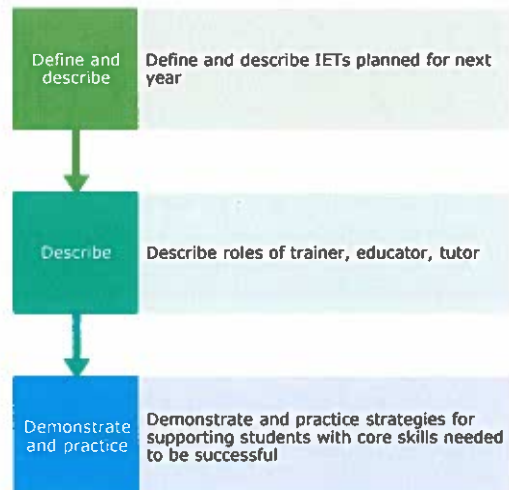 Define and
describe
Define and describe IETs planned for next
year
Describe
Describe roles of trainer, educator, tutor
Demonstrate
and practice
Demonstrate and practice strategies for
supporting students with core skills needed
to be successful